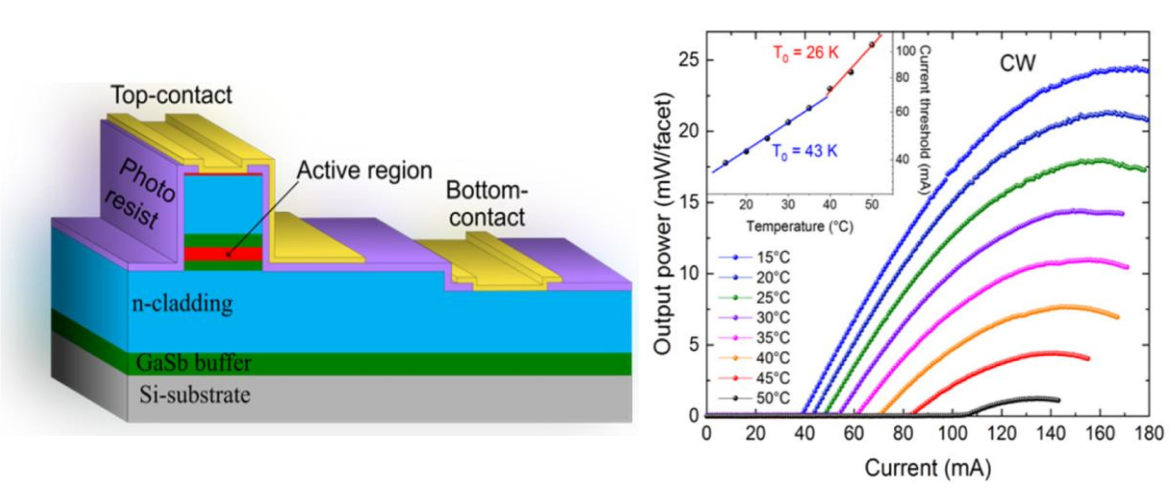 Top-contact
Photo
resist
Active region
Bottom-
contact
n-cladding
GaSb buffer
Si-substrate
Output power (mW/facet)
25
20
15
10
5
0
0 20 40 60 80 100 120 140 160 180
Current (mA)
CW
T0 = 26 K
T0 = 43 K
100
80
60
40
Current threshold (mA)
20 30 40 50
Temperature (°C)
15°C
20°C
25°C
30°C
35°C
40°C
45°C
50°C